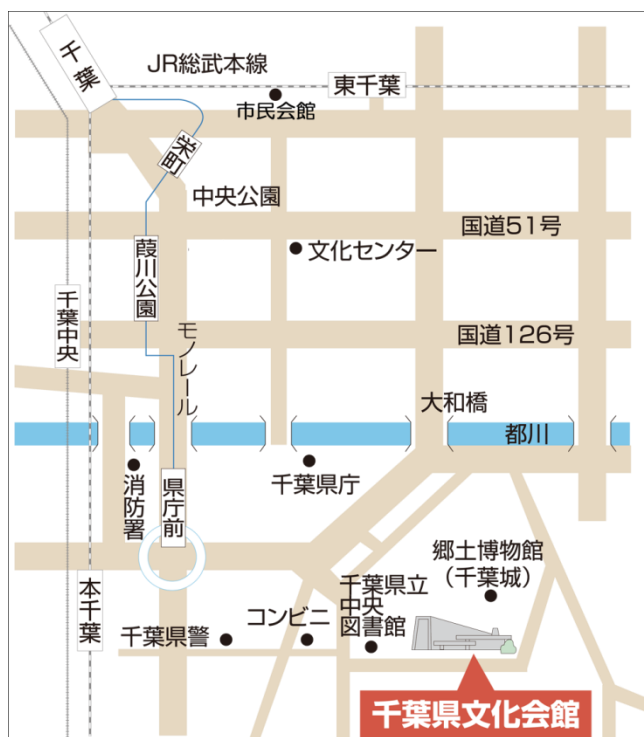 千葉
JR総武本線
東千葉
市民会館
栄町
中央公園
国道51号
葭川公園
文化センター
千葉中央
モノレール
国道126号
大和橋
都川
消防署
県庁前
千葉県庁
郷土博物館
(千葉城)
本千葉
千葉県立
中央
図書館
コンビニ
千葉県警
千葉県文化会館